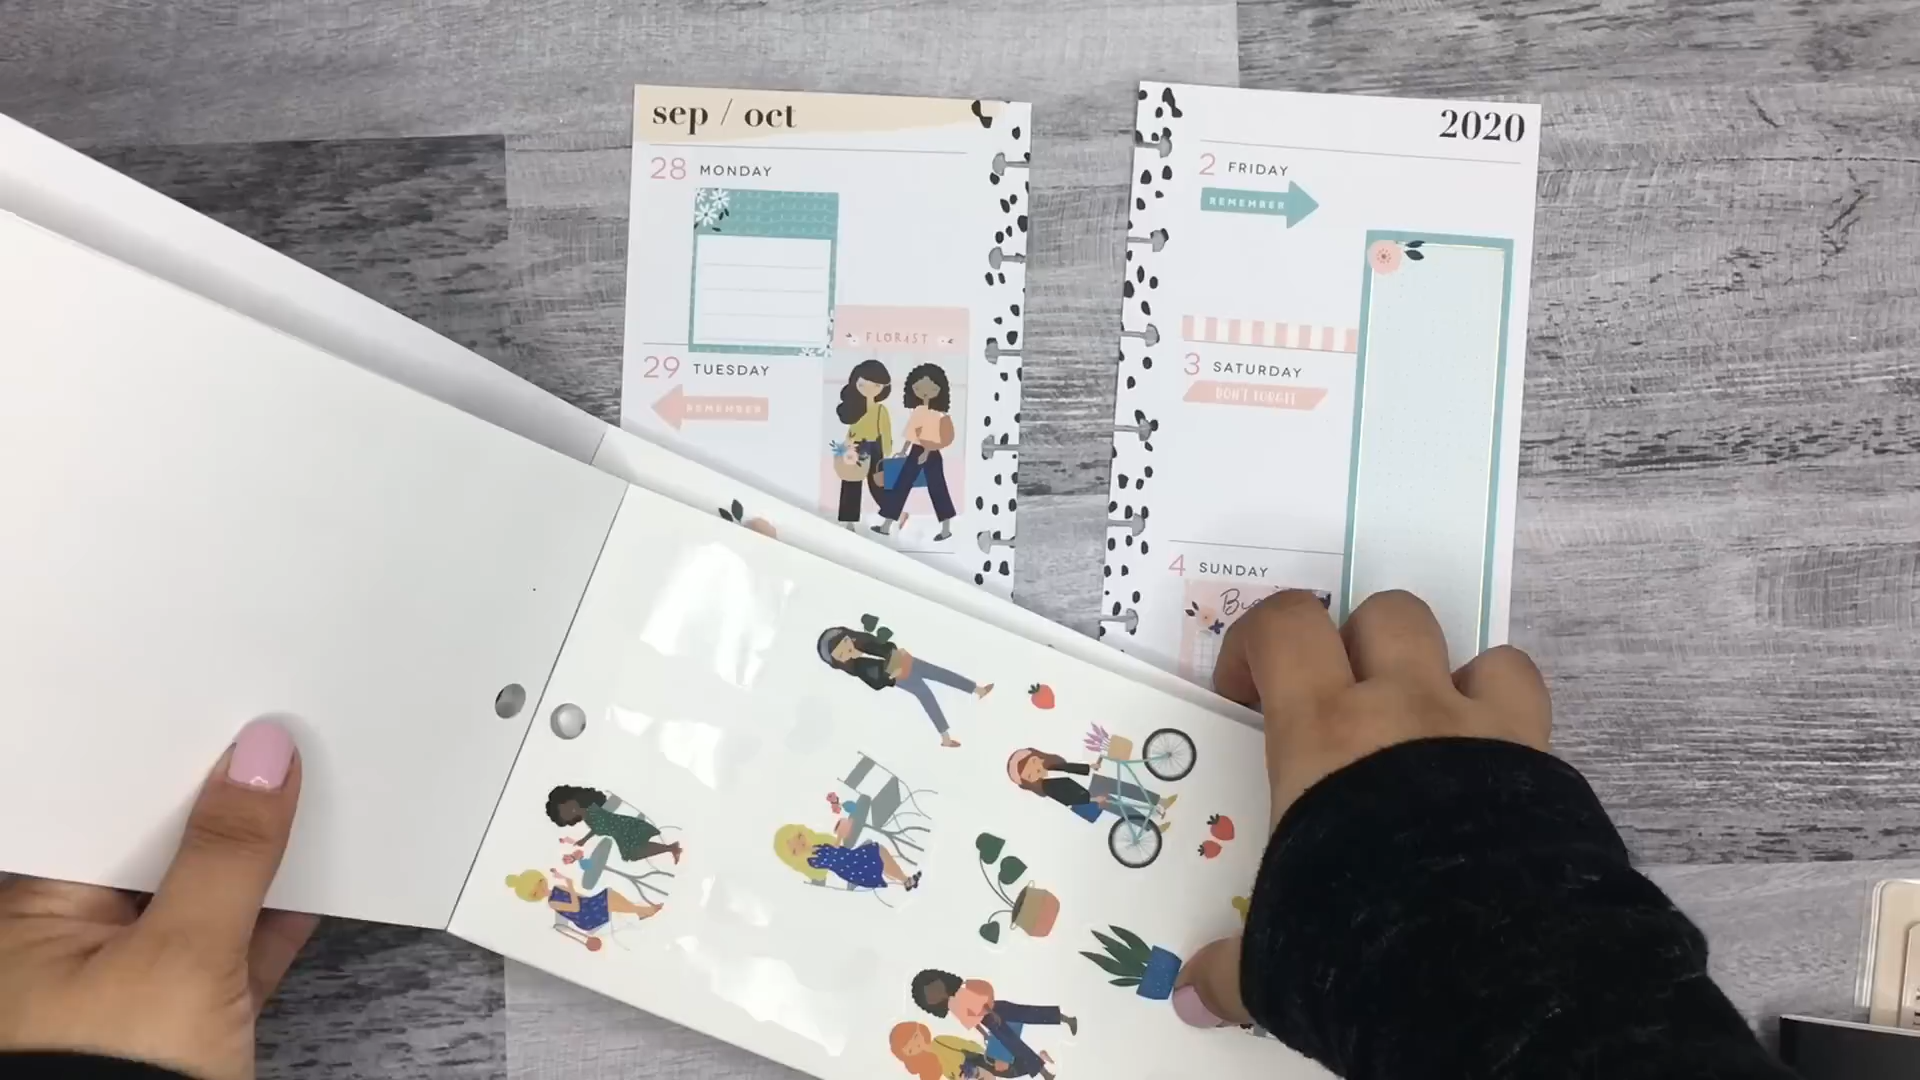 sep / oct
28 MONDAY
FLORIST
29 TUESDAY
REMEMBER
2020
2 FRIDAY
REMEMBER
3 SATURDAY
DON'T FORGET
4 SUNDAY